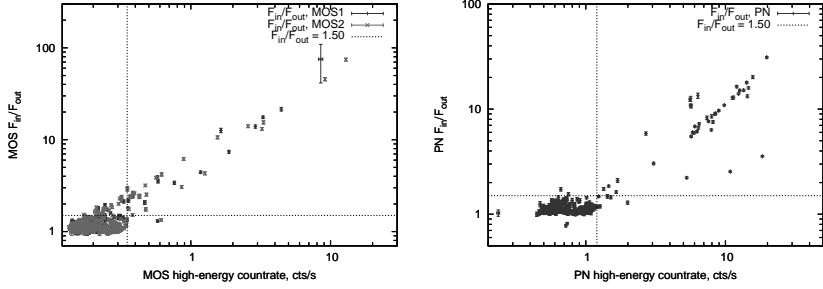 F_in/F_out, MOS1
F_in/F_out, MOS2
F_in/F_out = 1.50
100
10
1
MOS F_in/F_out
1
10
MOS high-energy countrate, cts/s
F_in/F_out, PN
F_in/F_out = 1.50
100
10
1
PN F_in/F_out
1
10
PN high-energy countrate, cts/s